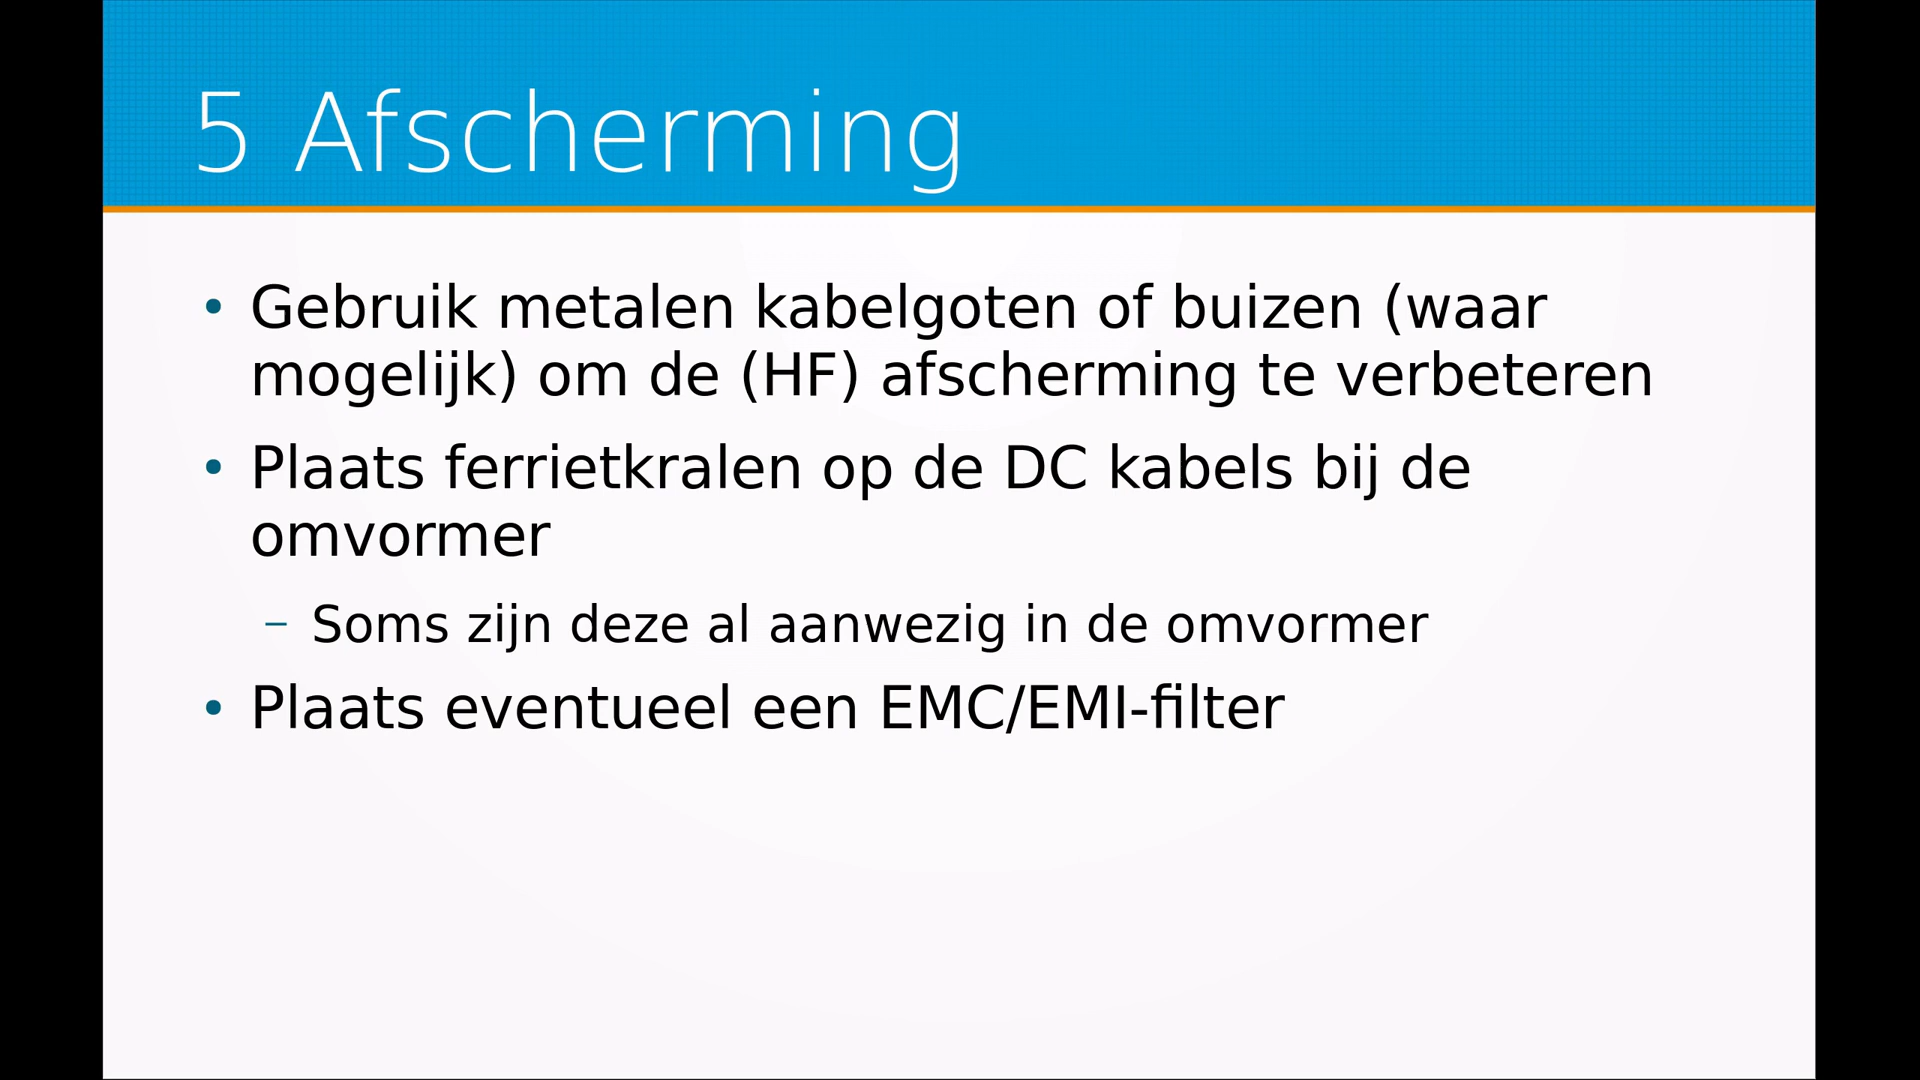 5 Afscherming
• Gebruik metalen kabelgoten of buizen (waar
mogelijk) om de (HF) afscherming te verbeteren
• Plaats ferrietkralen op de DC kabels bij de
omvormer
– Soms zijn deze al aanwezig in de omvormer
• Plaats eventueel een EMC/EMI-filter